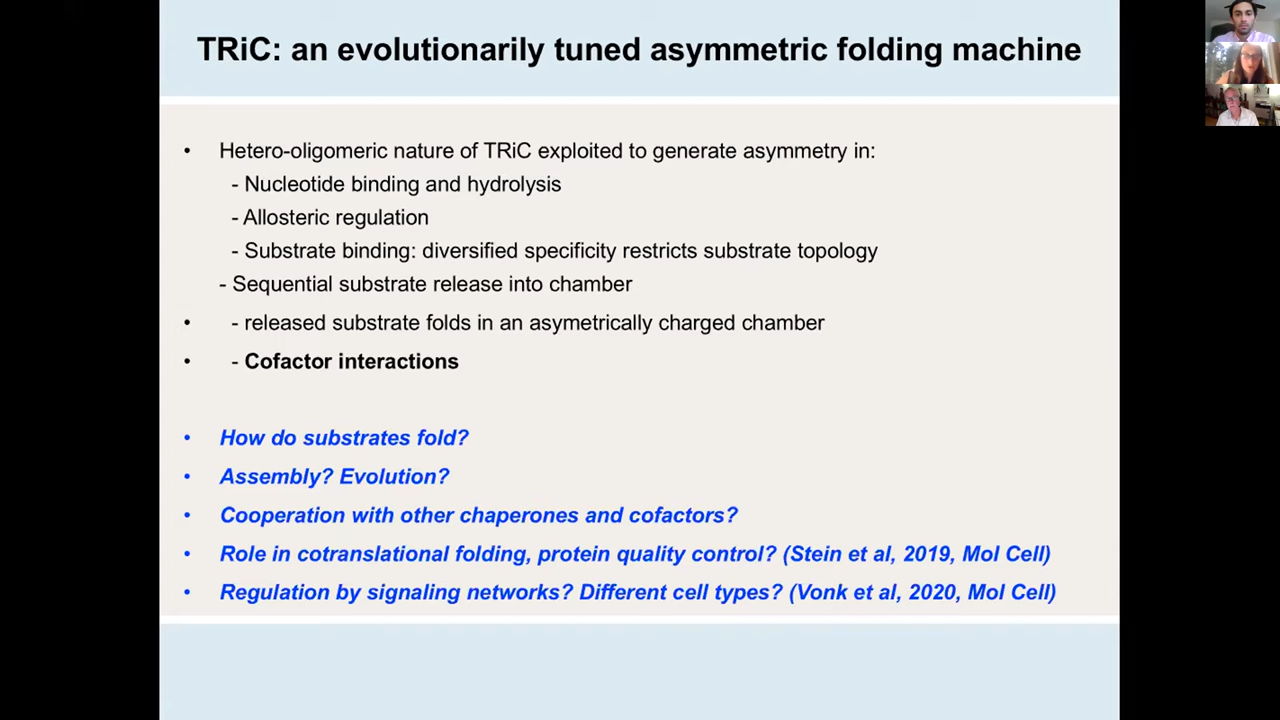 TRiC: an evolutionarily tuned asymmetric folding machine
• Hetero-oligomeric nature of TRiC exploited to generate asymmetry in:
- Nucleotide binding and hydrolysis
- Allosteric regulation
- Substrate binding: diversified specificity restricts substrate topology
- Sequential substrate release into chamber
• - released substrate folds in an asymetrically charged chamber
• - Cofactor interactions
• How do substrates fold?
• Assembly? Evolution?
• Cooperation with other chaperones and cofactors?
• Role in cotranslational folding, protein quality control? (Stein et al, 2019, Mol Cell)
• Regulation by signaling networks? Different cell types? (Vonk et al, 2020, Mol Cell)